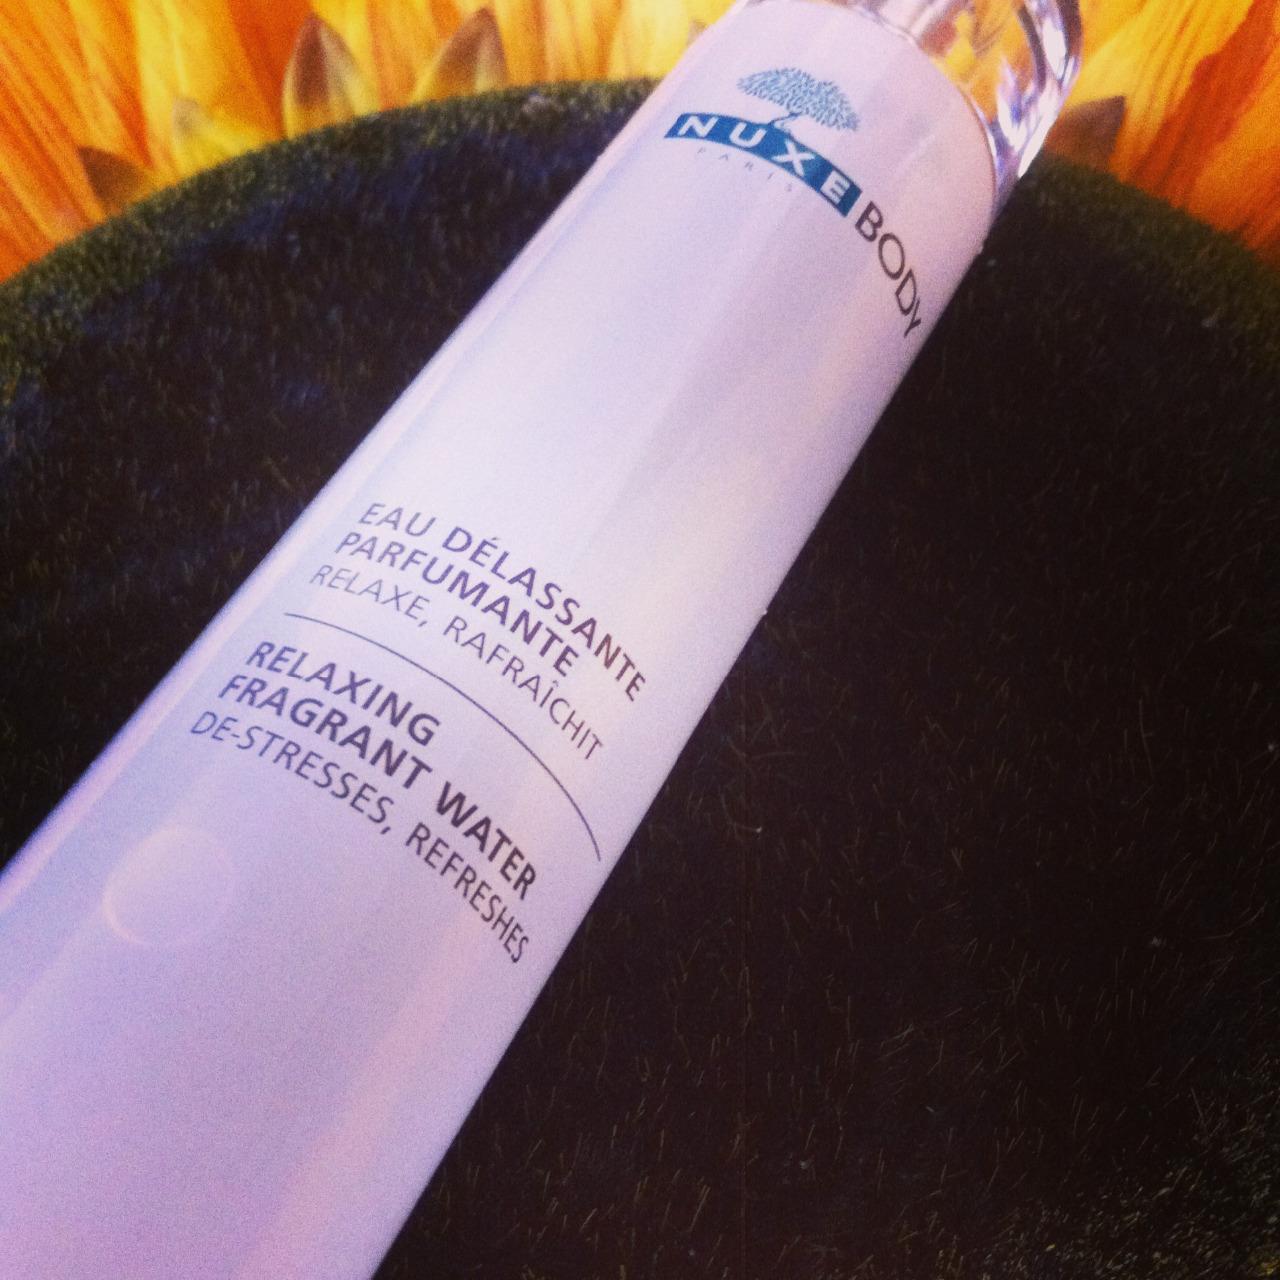 NUXE BODY
PARIS
EAU DÉLASSANTE
PARFUMANTE
RELAXE, RAFRAÎCHIT
RELAXING
FRAGRANT WATER
DE-STRESSES, REFRESHES